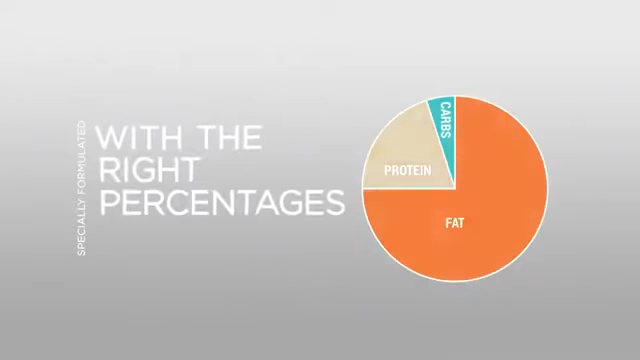 SPECIALLY FORMULATED
WITH THE
RIGHT
PERCENTAGES
CARBS
PROTEIN
FAT